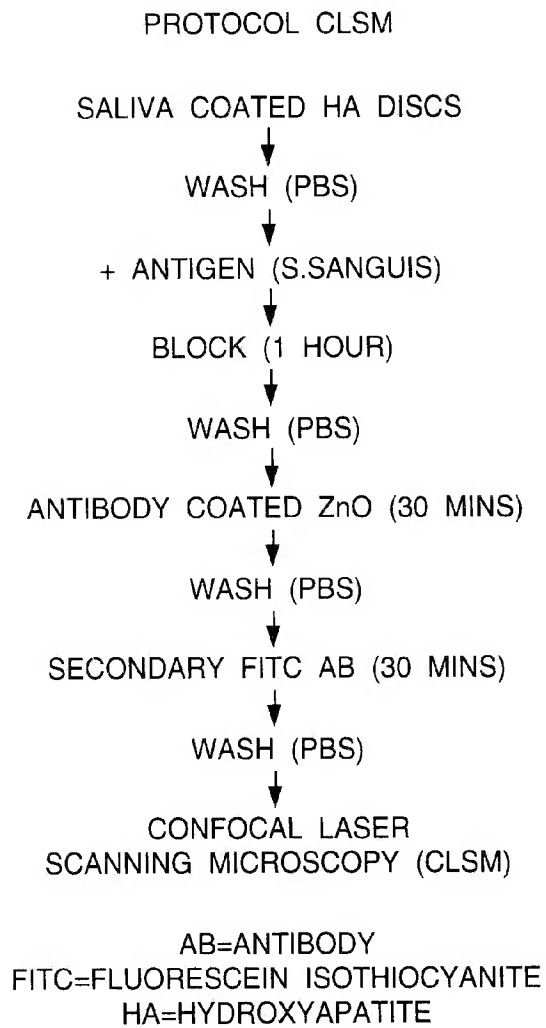 PROTOCOL CLSM
SALIVA COATED HA DISCS
WASH (PBS)
+ ANTIGEN (S.SANGUIS)
BLOCK (1 HOUR)
WASH (PBS)
ANTIBODY COATED ZnO (30 MINS)
WASH (PBS)
SECONDARY FITC AB (30 MINS)
WASH (PBS)
CONFOCAL LASER
SCANNING MICROSCOPY (CLSM)
AB=ANTIBODY
FITC=FLUORESCEIN ISOTHIOCYANITE
HA=HYDROXYAPATITE